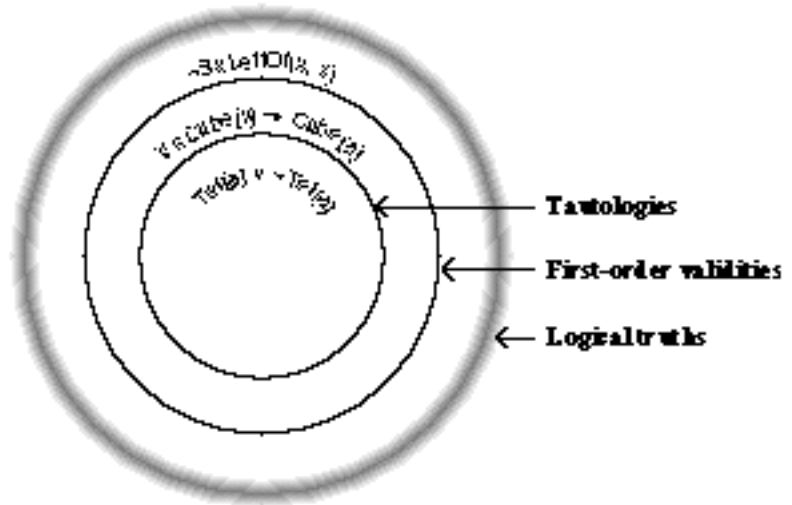 ¬∃x LeftOf(x, x)
∀x Cube(x) → Cube(a)
Tet(a) ∨ ¬Tet(a)
Tautologies
First-order validities
Logical truths